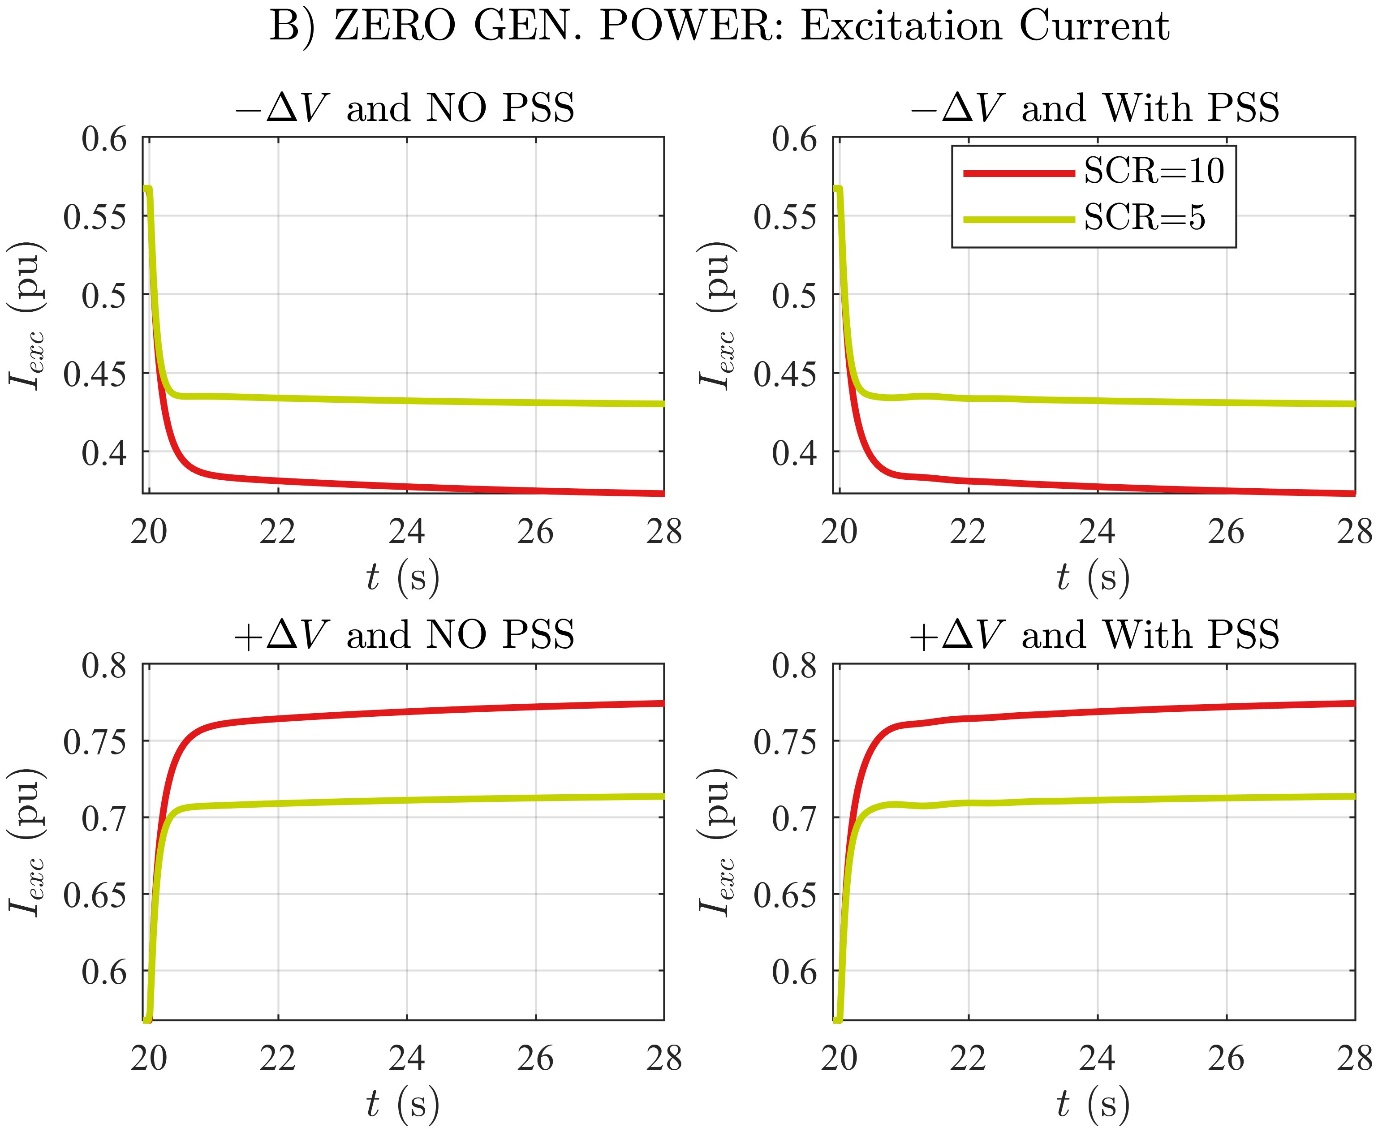 B) ZERO GEN. POWER: Excitation Current
−ΔV and NO PSS
0.6
0.55
0.5
0.45
0.4
I_exc (pu)
20 22 24 26 28
t (s)
−ΔV and With PSS
SCR=10
SCR=5
0.6
0.55
0.5
0.45
0.4
I_exc (pu)
20 22 24 26 28
t (s)
+ΔV and NO PSS
0.8
0.75
0.7
0.65
0.6
I_exc (pu)
20 22 24 26 28
t (s)
+ΔV and With PSS
0.8
0.75
0.7
0.65
0.6
I_exc (pu)
20 22 24 26 28
t (s)